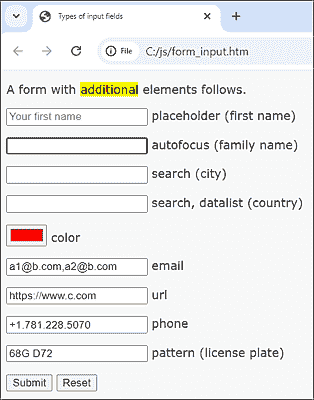 Types of input fields
File C:/js/form_input.htm
A form with additional elements follows.
Your first name placeholder (first name)
autofocus (family name)
search (city)
search, datalist (country)
color
a1@b.com,a2@b.com email
https://www.c.com url
+1.781.228.5070 phone
68G D72 pattern (license plate)
Submit Reset